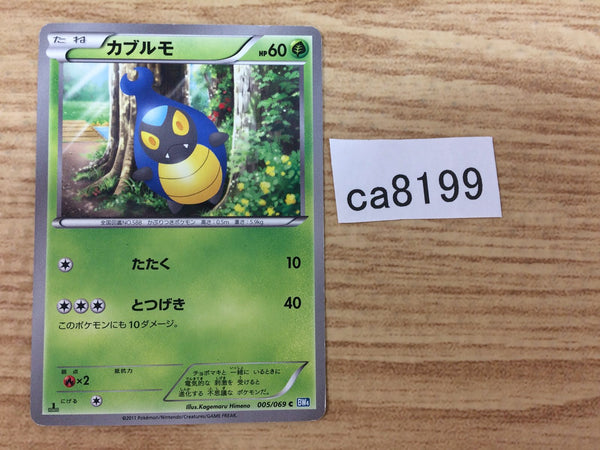 たね カブルモ HP60
全国図鑑NO.588 かぶりつきポケモン 高さ:0.5m 重さ:5.9kg
たたく 10
とつげき 40
このポケモンにも10ダメージ。
弱点 抵抗力
×2
にげる
チョボマキと 一緒に いるときに
電気的な 刺激を 受けると
進化する 不思議な ポケモンだ。
Illus.Kagemaru Himeno 005/069 C
©2011 Pokémon/Nintendo/Creatures/GAME FREAK.
ca8199